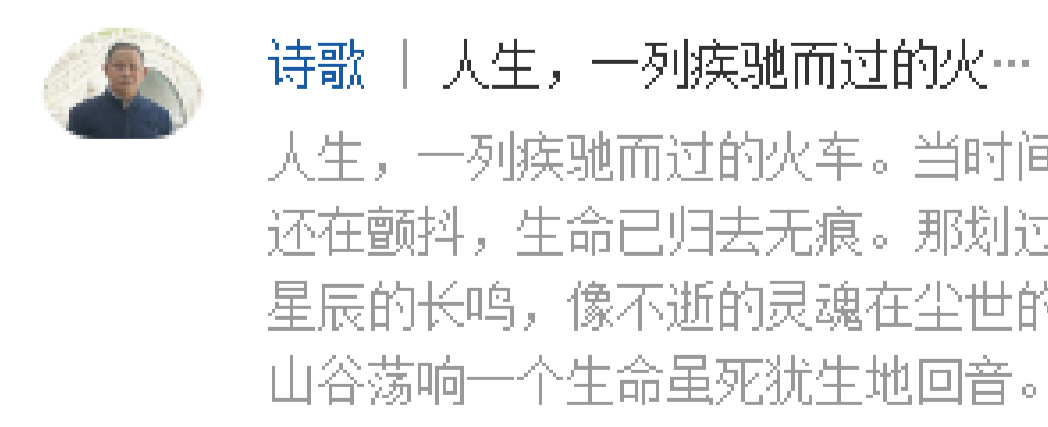 诗歌 | 人生，一列疾驰而过的火…
人生，一列疾驰而过的火车。当时间
还在颤抖，生命已归去无痕。那划过
星辰的长鸣，像不逝的灵魂在尘世的
山谷荡响一个生命虽死犹生地回音。